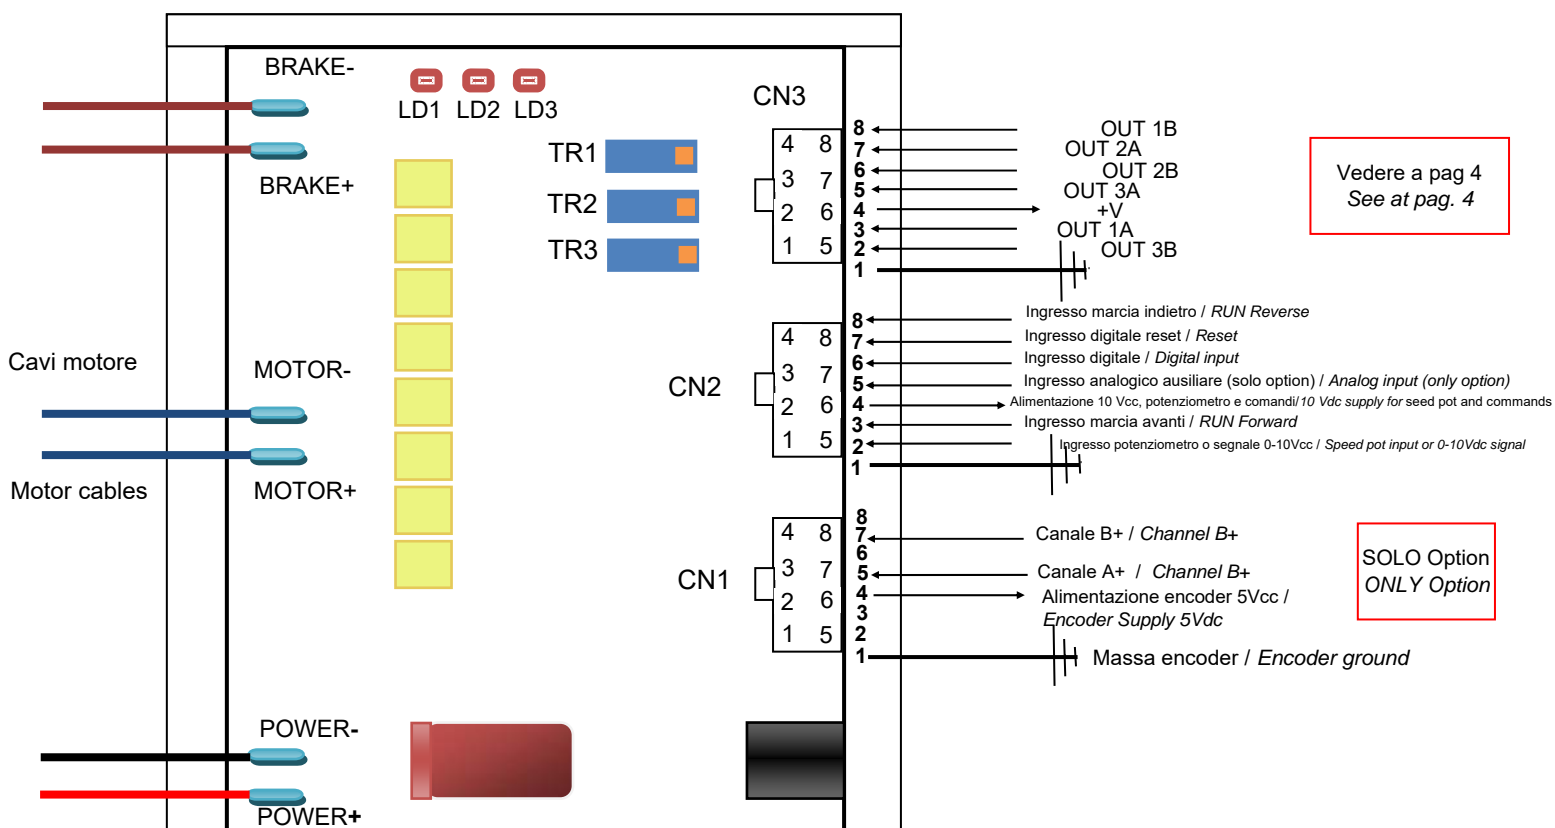 BRAKE-
BRAKE+
LD1 LD2 LD3
TR1
TR2
TR3
Cavi motore
MOTOR-
Motor cables
MOTOR+
POWER-
POWER+
CN3
4 8
3 7
2 6
1 5
8 OUT 1B
7 OUT 2A
6 OUT 2B
5 OUT 3A
4 +V
3 OUT 1A
2 OUT 3B
1
Vedere a pag 4
See at pag. 4
CN2
4 8
3 7
2 6
1 5
8 Ingresso marcia indietro / RUN Reverse
7 Ingresso digitale reset / Reset
6 Ingresso digitale / Digital input
5 Ingresso analogico ausiliare (solo option) / Analog input (only option)
4 Alimentazione 10 Vcc, potenziometro e comandi/10 Vdc supply for seed pot and commands
3 Ingresso marcia avanti / RUN Forward
2 Ingresso potenziometro o segnale 0-10Vcc / Speed pot input or 0-10Vdc signal
1
CN1
4 8
3 7
2 6
1 5
8
7 Canale B+ / Channel B+
6
5 Canale A+ / Channel B+
4 Alimentazione encoder 5Vcc /
3
Encoder Supply 5Vdc
2
1 Massa encoder / Encoder ground
SOLO Option
ONLY Option